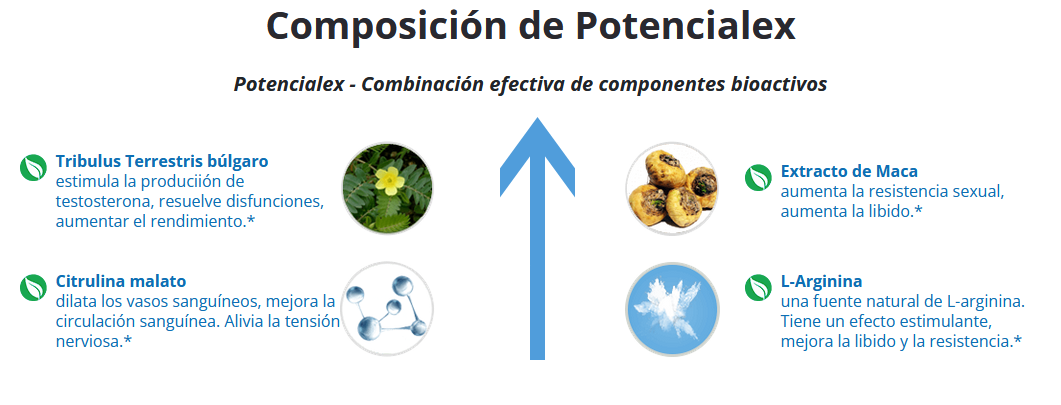 Composición de Potencialex
Potencialex - Combinación efectiva de componentes bioactivos
Tribulus Terrestris búlgaro
estimula la produciión de
testosterona, resuelve disfunciones,
aumentar el rendimiento.*
Extracto de Maca
aumenta la resistencia sexual,
aumenta la libido.*
Citrulina malato
dilata los vasos sanguíneos, mejora la
circulación sanguínea. Alivia la tensión
nerviosa.*
L-Arginina
una fuente natural de L-arginina.
Tiene un efecto estimulante,
mejora la libido y la resistencia.*